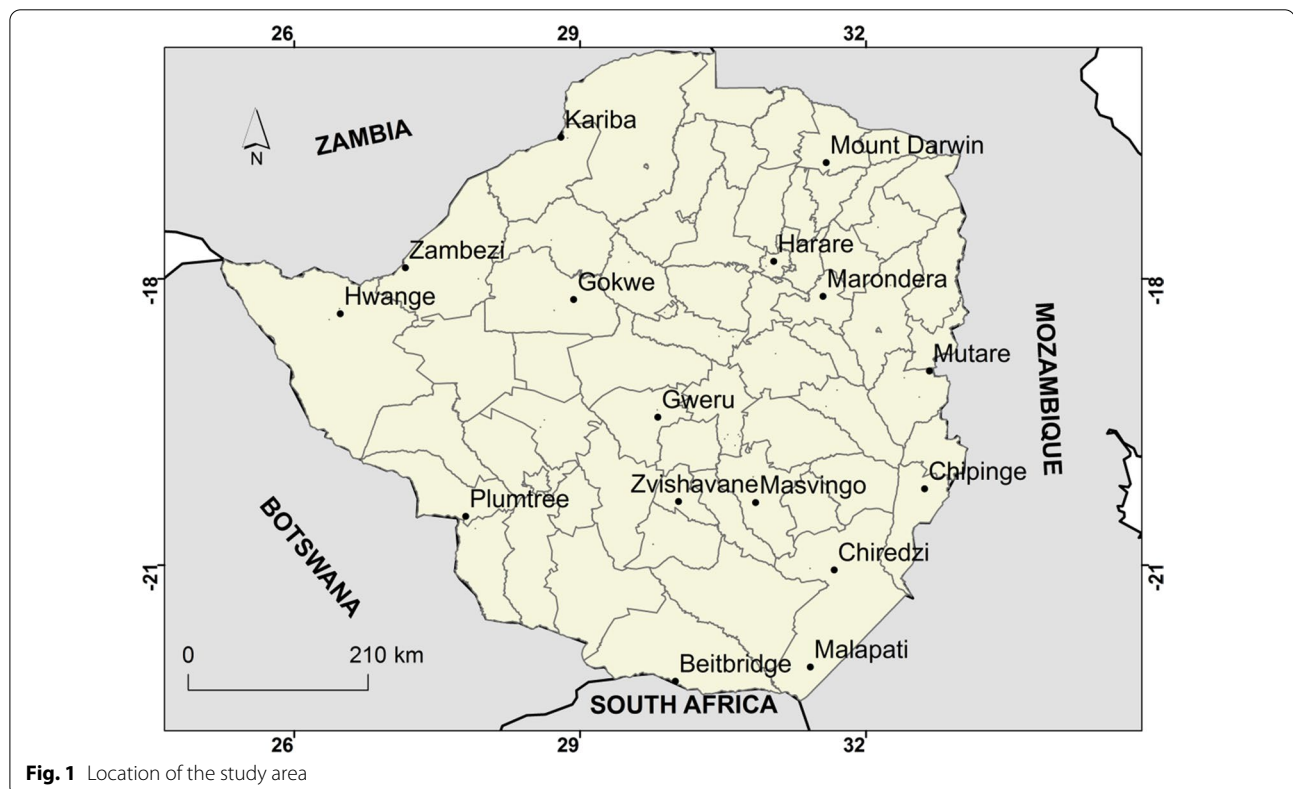 26 29 32
Kariba
ZAMBIA
N
Mount Darwin
Harare
Zambezi
Gokwe
Marondera
-18 -18
Hwange
MOZAMBIQUE
Mutare
Gweru
Chipinge
Zvishavane Masvingo
Plumtree
BOTSWANA
Chiredzi
-21 -21
0 210 km
Malapati
Beitbridge
SOUTH AFRICA
26 29 32
Fig. 1 Location of the study area